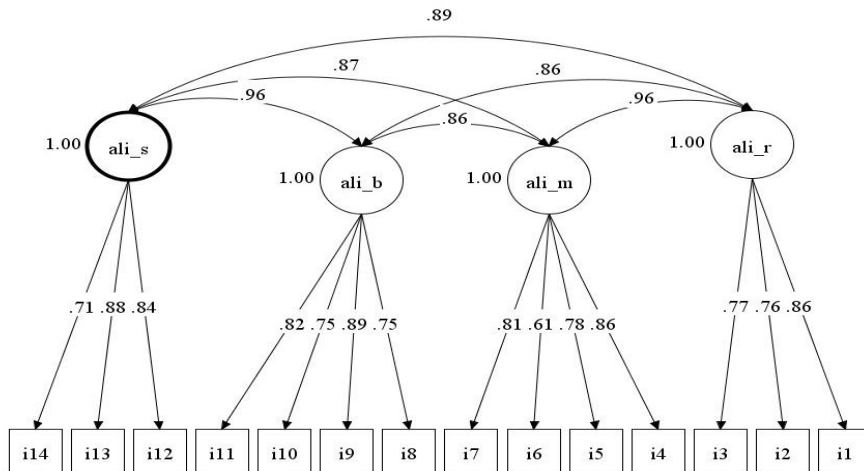 .89
.87 .86
.96 .86 .96
1.00 ali_s 1.00 ali_b 1.00 ali_m 1.00 ali_r
.71 .88 .84 .82 .75 .89 .75 .81 .61 .78 .86 .77 .76 .86
i14 i13 i12 i11 i10 i9 i8 i7 i6 i5 i4 i3 i2 i1